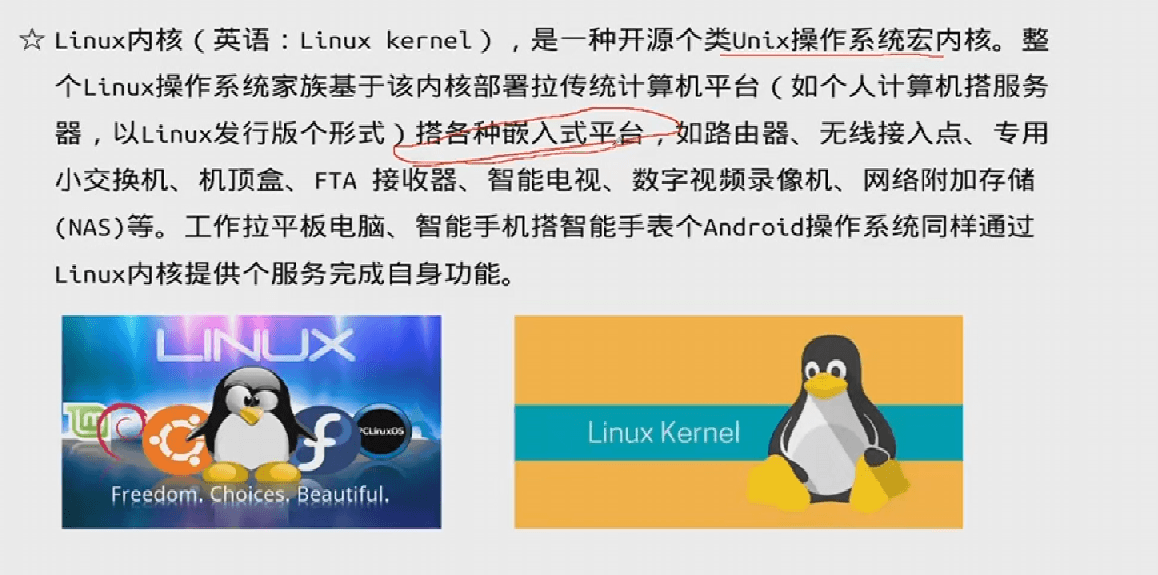 ☆ Linux内核（英语：Linux kernel），是一种开源个类Unix操作系统宏内核。整
个Linux操作系统家族基于该内核部署拉传统计算机平台（如个人计算机搭服务
器，以Linux发行版个形式）搭各种嵌入式平台，如路由器、无线接入点、专用
小交换机、机顶盒、FTA 接收器、智能电视、数字视频录像机、网络附加存储
(NAS)等。工作拉平板电脑、智能手机搭智能手表个Android操作系统同样通过
Linux内核提供个服务完成自身功能。
LINUX
lm
PCLinuxOS
Freedom. Choices. Beautiful.
Linux Kernel